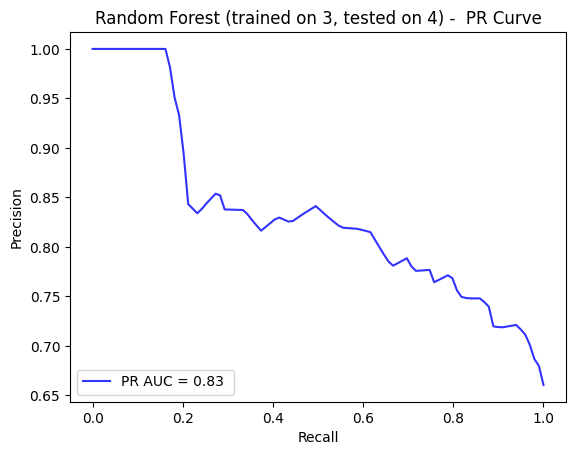 Random Forest (trained on 3, tested on 4) -  PR Curve
1.00
0.95
0.90
0.85
0.80
0.75
0.70
0.65
Precision
PR AUC = 0.83
0.0 0.2 0.4 0.6 0.8 1.0
Recall